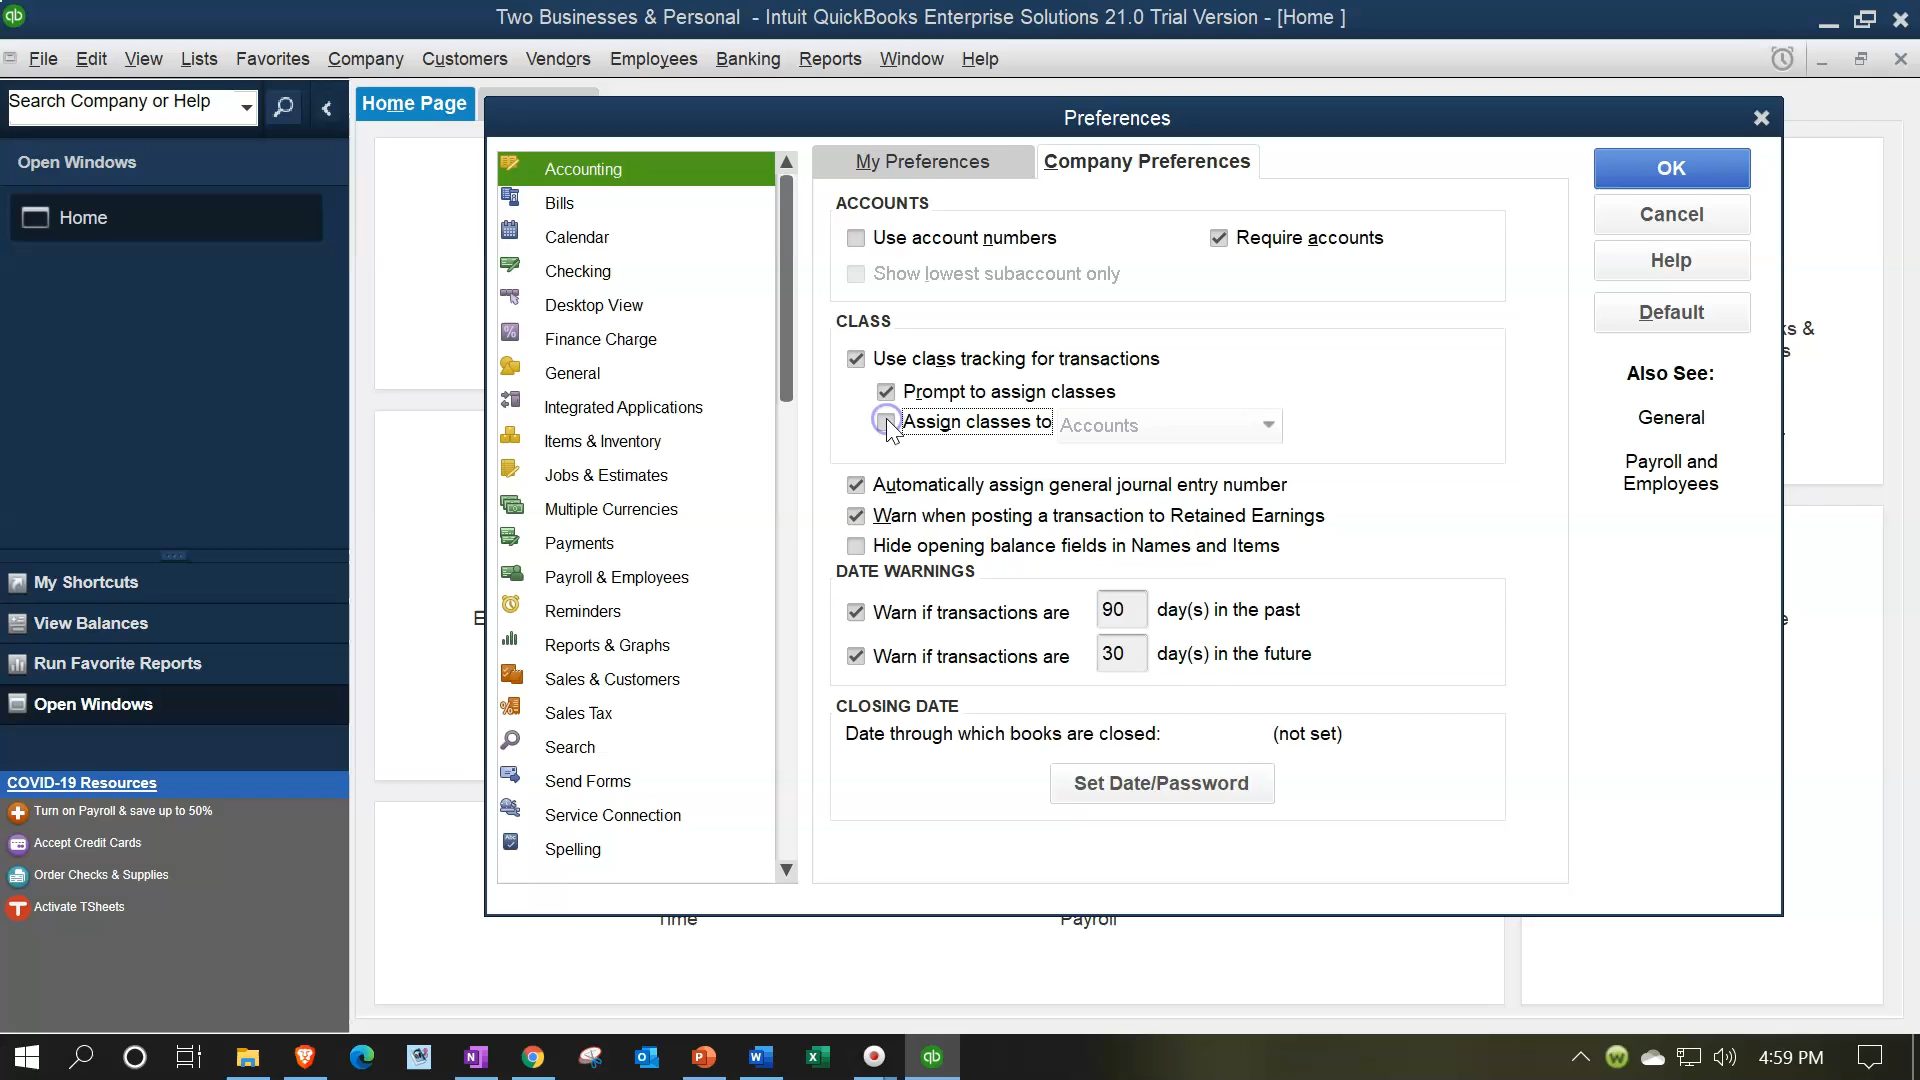 Two Businesses & Personal - Intuit QuickBooks Enterprise Solutions 21.0 Trial Version - [Home ]
File Edit View Lists Favorites Company Customers Vendors Employees Banking Reports Window Help
Search Company or Help
Home Page
Open Windows
Home
My Shortcuts
View Balances
Run Favorite Reports
Open Windows
COVID-19 Resources
Turn on Payroll & save up to 50%
Accept Credit Cards
Order Checks & Supplies
Activate TSheets
Preferences
Accounting
Bills
Calendar
Checking
Desktop View
Finance Charge
General
Integrated Applications
Items & Inventory
Jobs & Estimates
Multiple Currencies
Payments
Payroll & Employees
Reminders
Reports & Graphs
Sales & Customers
Sales Tax
Search
Send Forms
Service Connection
Spelling
My Preferences
Company Preferences
ACCOUNTS
Use account numbers
Require accounts
Show lowest subaccount only
CLASS
Use class tracking for transactions
Prompt to assign classes
Assign classes to Accounts
Automatically assign general journal entry number
Warn when posting a transaction to Retained Earnings
Hide opening balance fields in Names and Items
DATE WARNINGS
Warn if transactions are 90 day(s) in the past
Warn if transactions are 30 day(s) in the future
CLOSING DATE
Date through which books are closed: (not set)
Set Date/Password
OK
Cancel
Help
Default
Also See:
General
Payroll and
Employees
Time
Payroll
4:59 PM